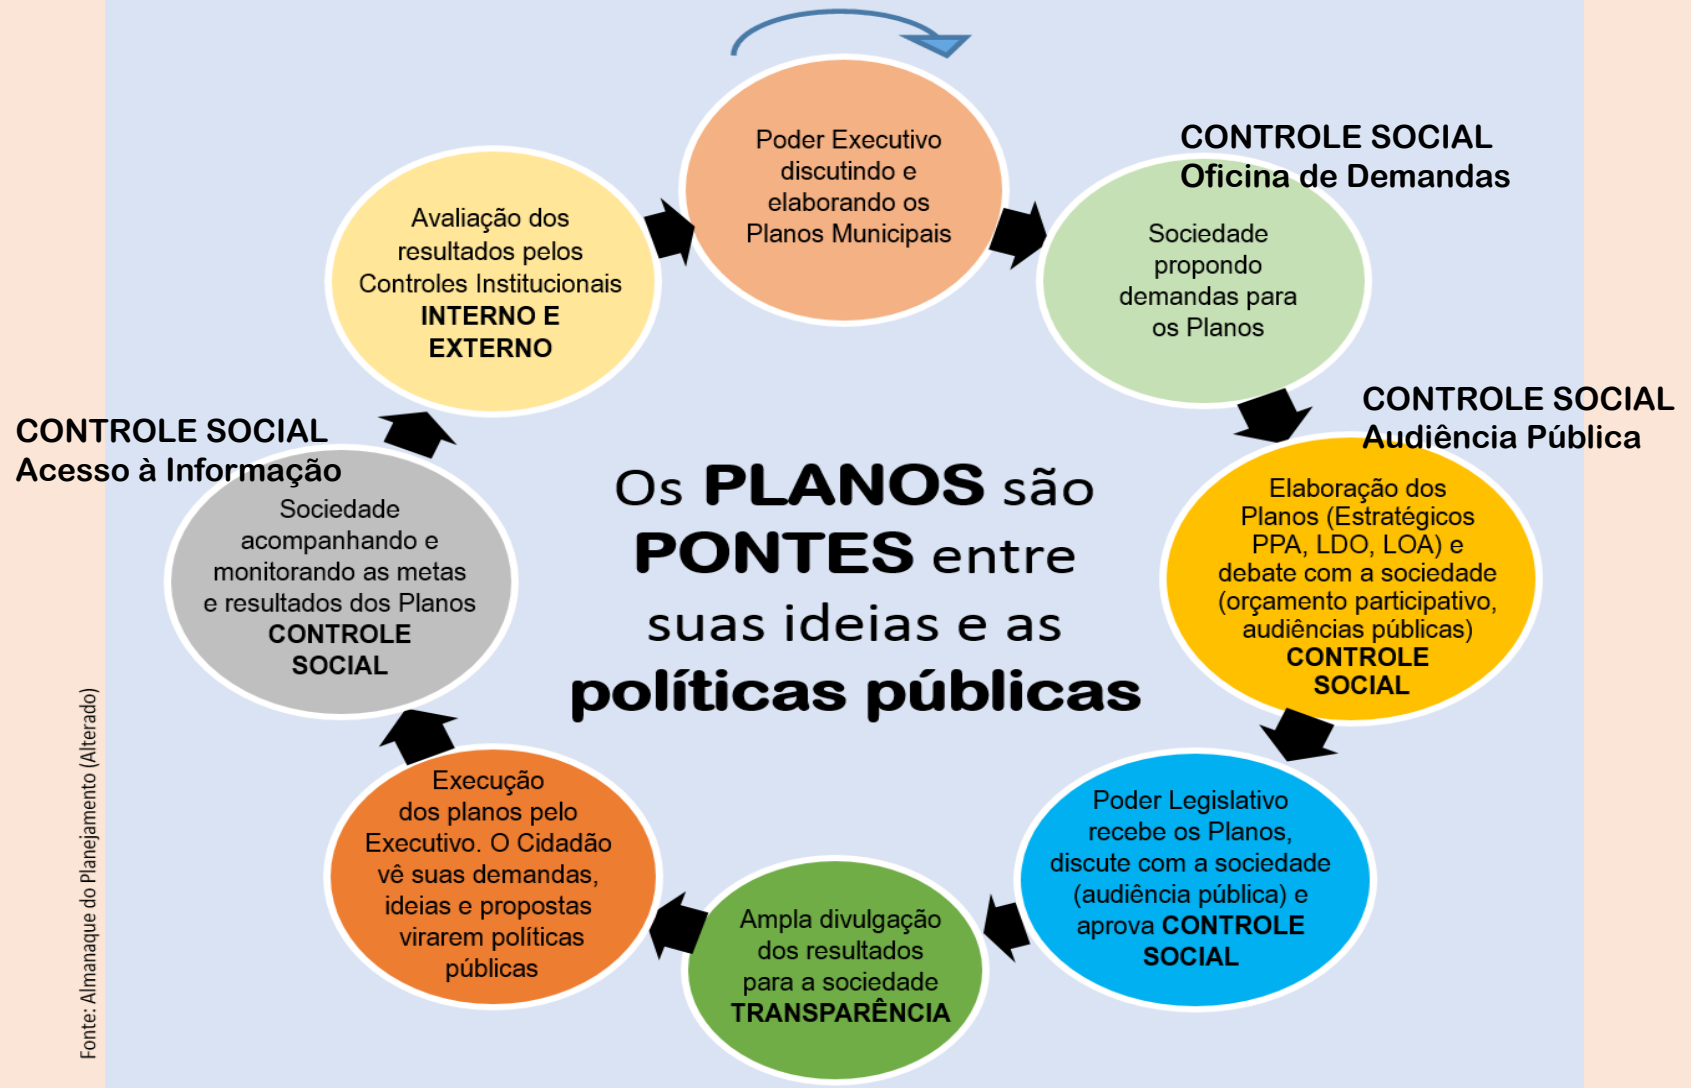 Poder Executivo
discutindo e
elaborando os
Planos Municipais
CONTROLE SOCIAL
Oficina de Demandas
Sociedade
propondo
demandas para
os Planos
CONTROLE SOCIAL
Audiência Pública
Elaboração dos
Planos (Estratégicos
PPA, LDO, LOA) e
debate com a sociedade
(orçamento participativo,
audiências públicas)
CONTROLE
SOCIAL
Poder Legislativo
recebe os Planos,
discute com a sociedade
(audiência pública) e
aprova CONTROLE
SOCIAL
Ampla divulgação
dos resultados
para a sociedade
TRANSPARÊNCIA
Execução
dos planos pelo
Executivo. O Cidadão
vê suas demandas,
ideias e propostas
virarem políticas
públicas
CONTROLE SOCIAL
Acesso à Informação
Sociedade
acompanhando e
monitorando as metas
e resultados dos Planos
CONTROLE
SOCIAL
Avaliação dos
resultados pelos
Controles Institucionais
INTERNO E
EXTERNO
Os PLANOS são
PONTES entre
suas ideias e as
políticas públicas
Fonte: Almanaque do Planejamento (Alterado)